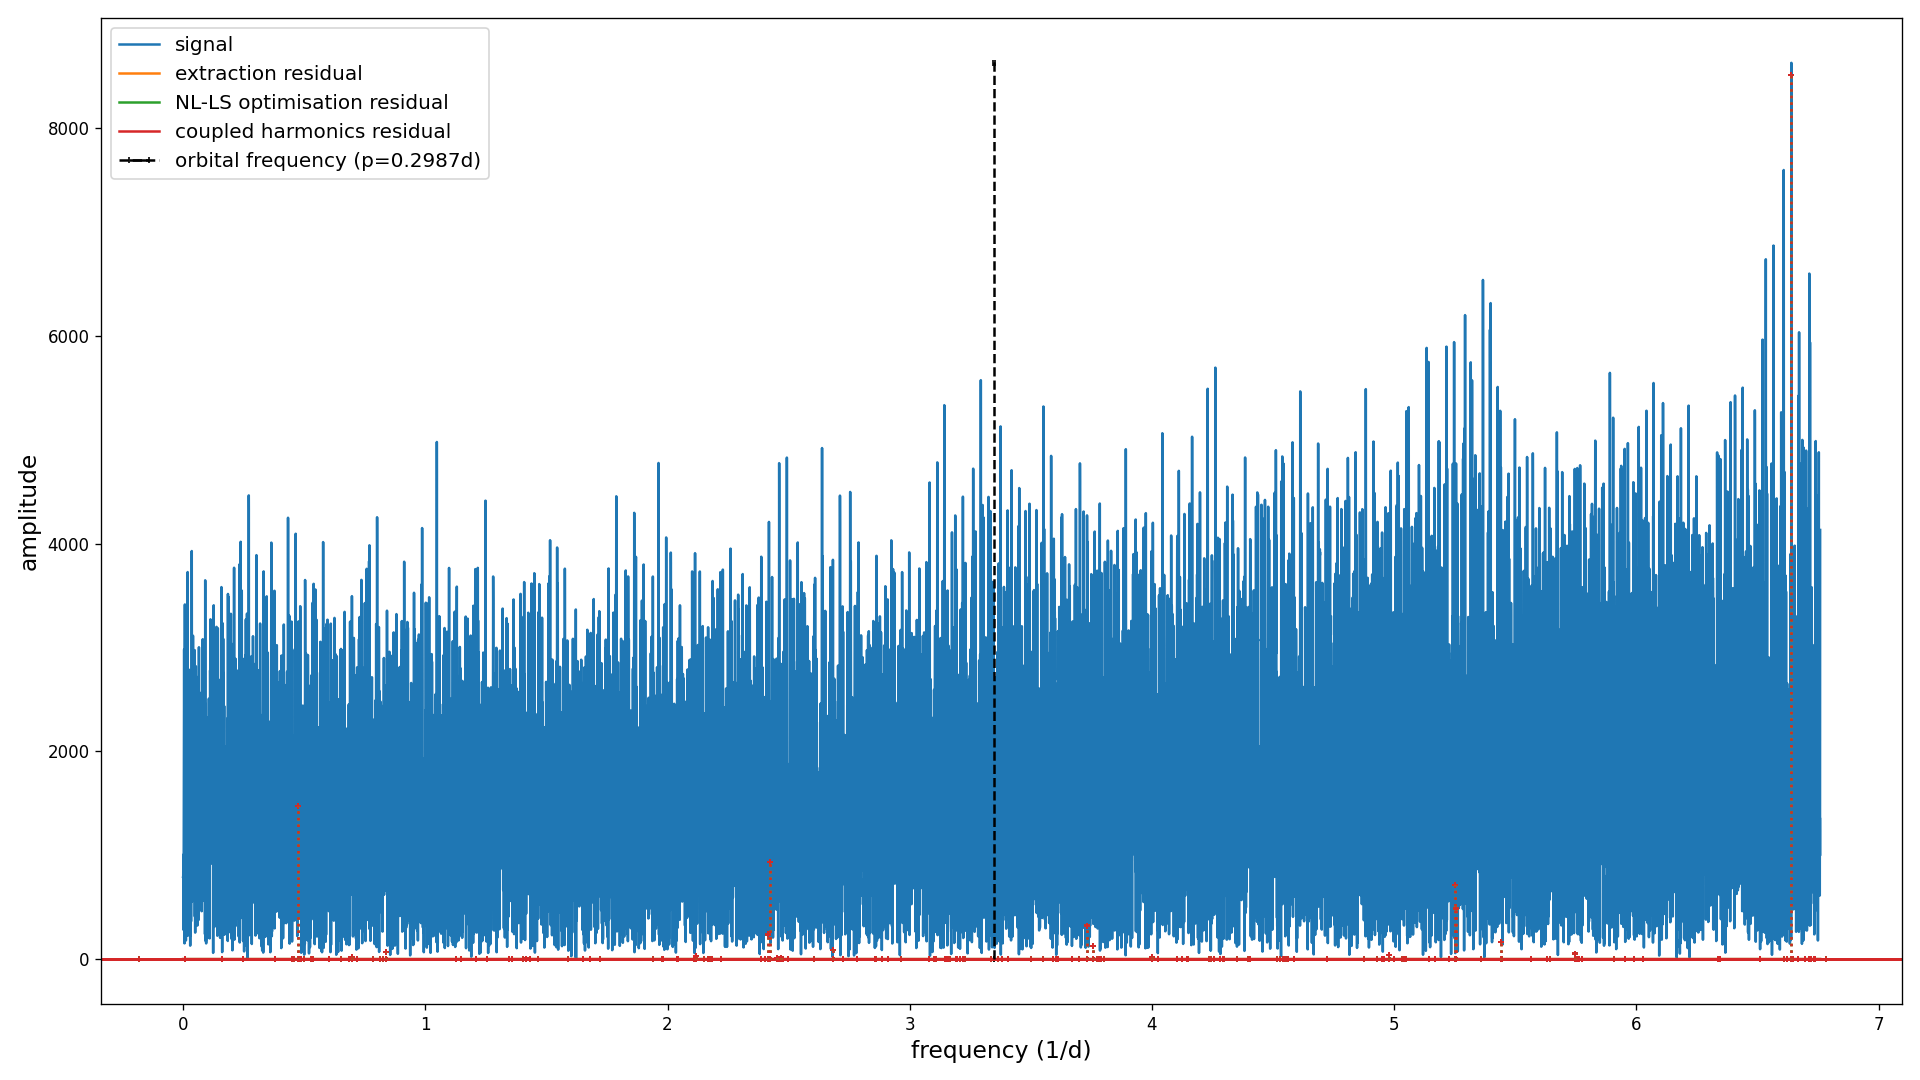 signal
extraction residual
NL-LS optimisation residual
coupled harmonics residual
orbital frequency (p=0.2987d)
amplitude
8000
6000
4000
2000
0
0 1 2 3 4 5 6 7
frequency (1/d)